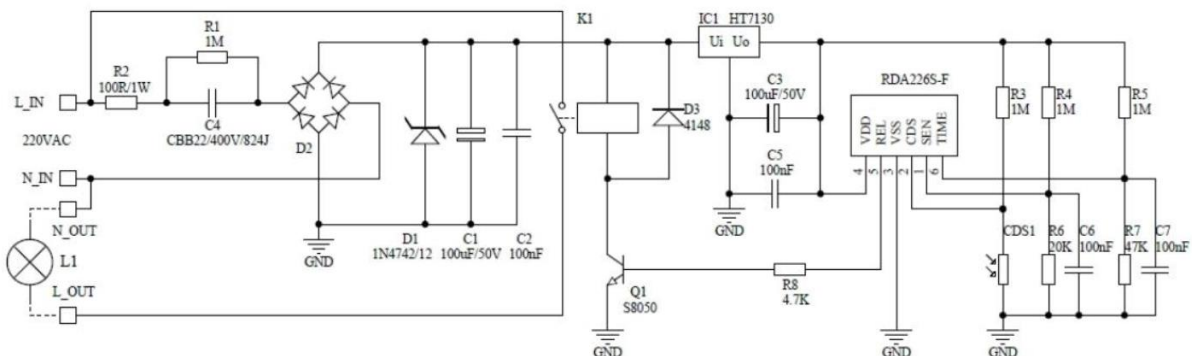 K1
IC1 HT7130
Ui Uo
R1
1M
R2
100R/1W
L_IN
220VAC
C4
CBB22/400V/824J
D2
N_IN
N_OUT
L1
L_OUT
GND
D1
1N4742/12
C1
100uF/50V
C2
100nF
D3
4148
C3
100uF/50V
C5
100nF
GND
RDA226S-F
VDD
REL
VSS
CDS
SEN
TIME
4
5
3
2
1
6
R3
1M
R4
1M
R5
1M
CDS1
R6
20K
C6
100nF
R7
47K
C7
100nF
Q1
S8050
R8
4.7K
GND
GND
GND